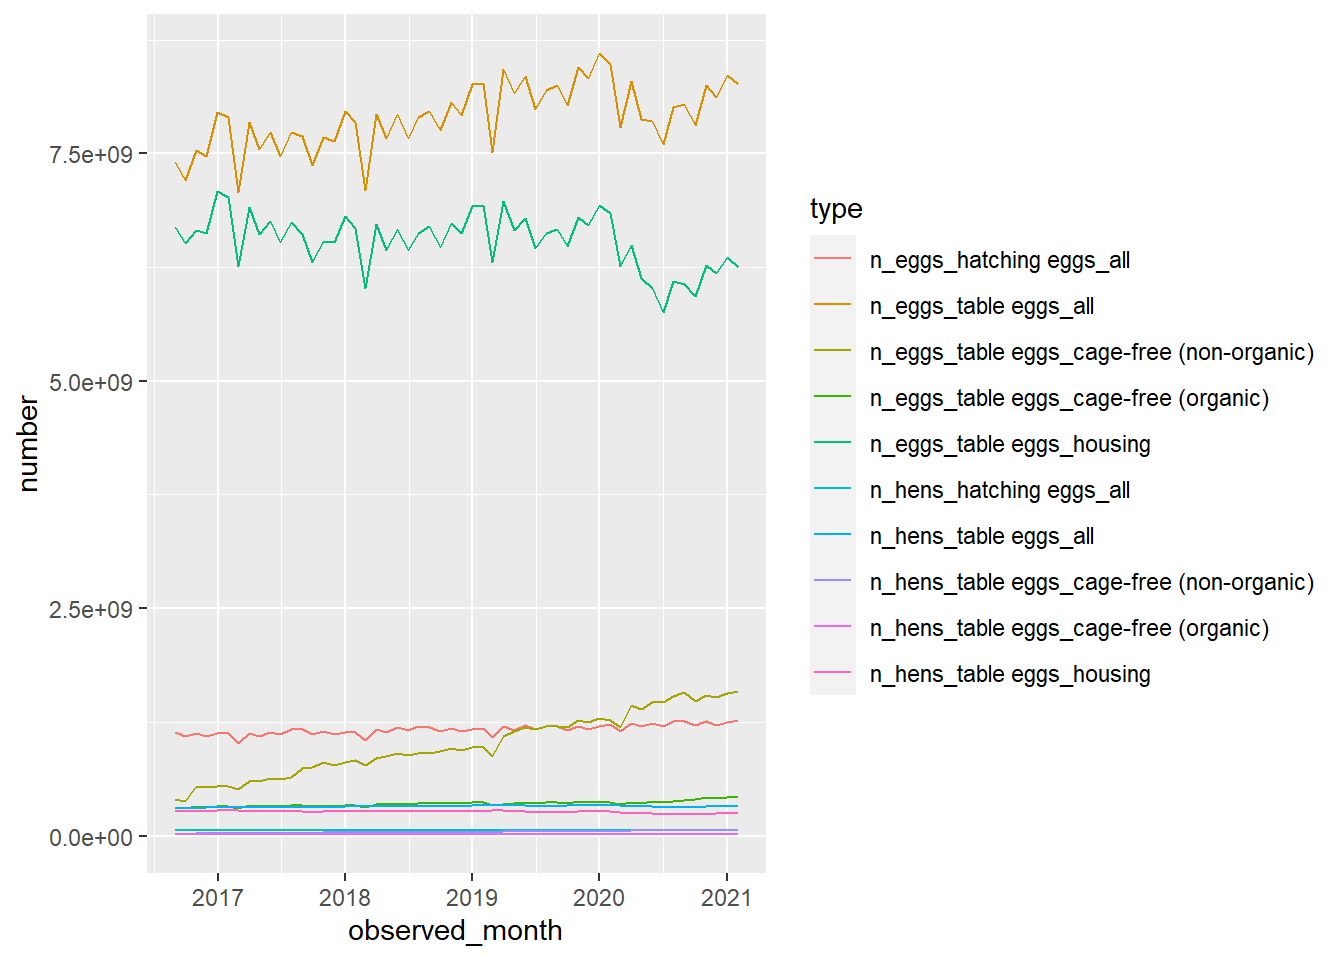 7.5e+09
5.0e+09
2.5e+09
0.0e+00
number
2017 2018 2019 2020 2021
observed_month
type
n_eggs_hatching eggs_all
n_eggs_table eggs_all
n_eggs_table eggs_cage-free (non-organic)
n_eggs_table eggs_cage-free (organic)
n_eggs_table eggs_housing
n_hens_hatching eggs_all
n_hens_table eggs_all
n_hens_table eggs_cage-free (non-organic)
n_hens_table eggs_cage-free (organic)
n_hens_table eggs_housing